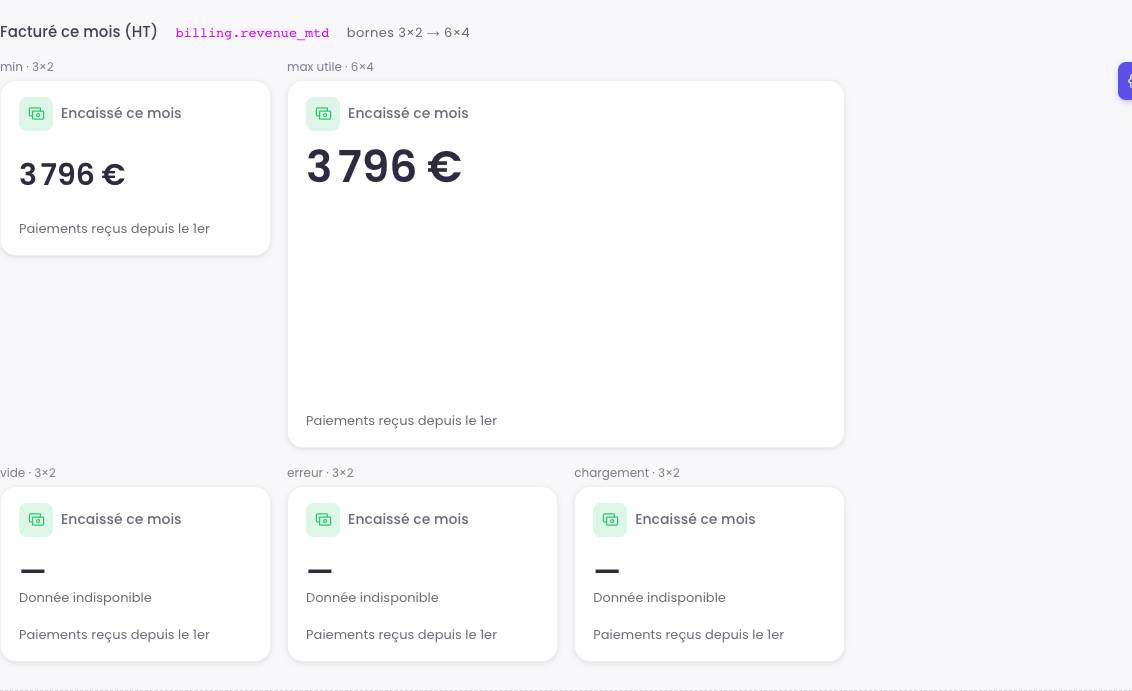 Facturé ce mois (HT) billing.revenue_mtd bornes 3×2 → 6×4
min · 3×2
Encaissé ce mois
3 796 €
Paiements reçus depuis le 1er
max utile · 6×4
Encaissé ce mois
3 796 €
Paiements reçus depuis le 1er
vide · 3×2
Encaissé ce mois
—
Donnée indisponible
Paiements reçus depuis le 1er
erreur · 3×2
Encaissé ce mois
—
Donnée indisponible
Paiements reçus depuis le 1er
chargement · 3×2
Encaissé ce mois
—
Donnée indisponible
Paiements reçus depuis le 1er